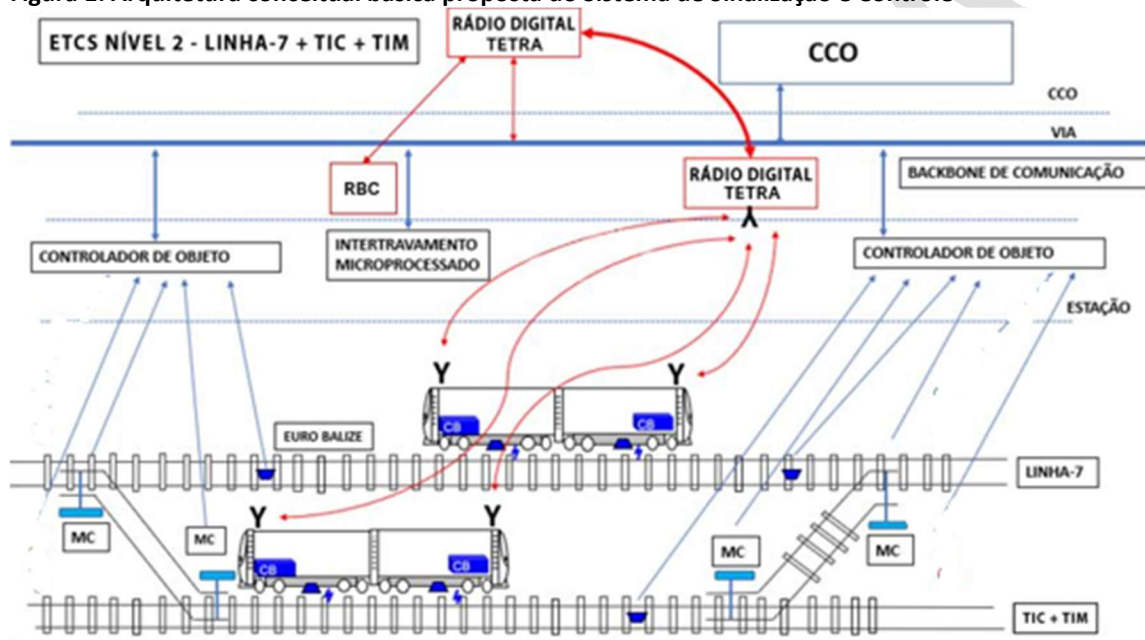 ETCS NÍVEL 2 - LINHA-7 + TIC + TIM
RÁDIO DIGITAL
TETRA
CCO
CCO
VIA
RBC
RÁDIO DIGITAL
TETRA
BACKBONE DE COMUNICAÇÃO
CONTROLADOR DE OBJETO
INTERTRAVAMENTO
MICROPROCESSADO
CONTROLADOR DE OBJETO
ESTAÇÃO
CB
CB
EURO BALIZE
LINHA-7
MC
MC
CB
CB
MC
MC
TIC + TIM